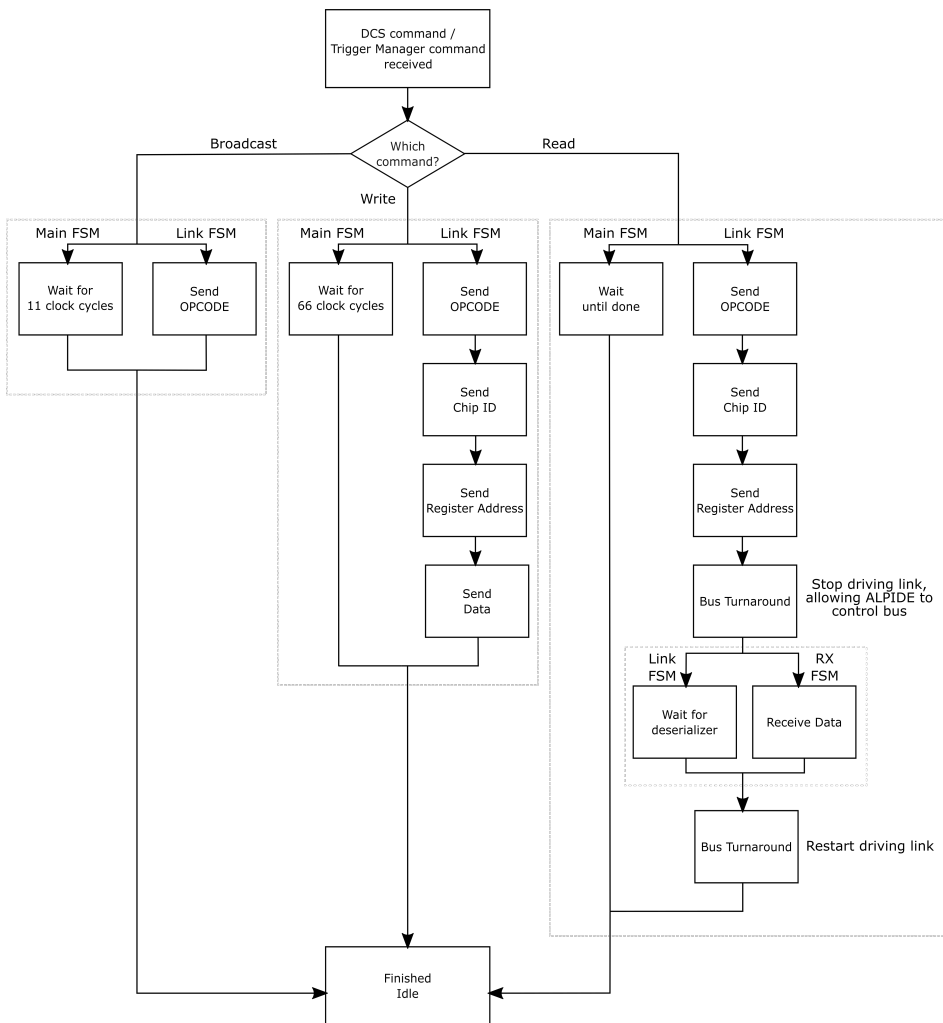 DCS command /
Trigger Manager command
received
Which
command?
Broadcast
Write
Read
Main FSM
Link FSM
Wait for
11 clock cycles
Send
OPCODE
Main FSM
Link FSM
Wait for
66 clock cycles
Send
OPCODE
Send
Chip ID
Send
Register Address
Send
Data
Main FSM
Link FSM
Wait
until done
Send
OPCODE
Send
Chip ID
Send
Register Address
Bus Turnaround
Stop driving link,
allowing ALPIDE to
control bus
Link
FSM
RX
FSM
Wait for
deserializer
Receive Data
Bus Turnaround
Restart driving link
Finished
Idle